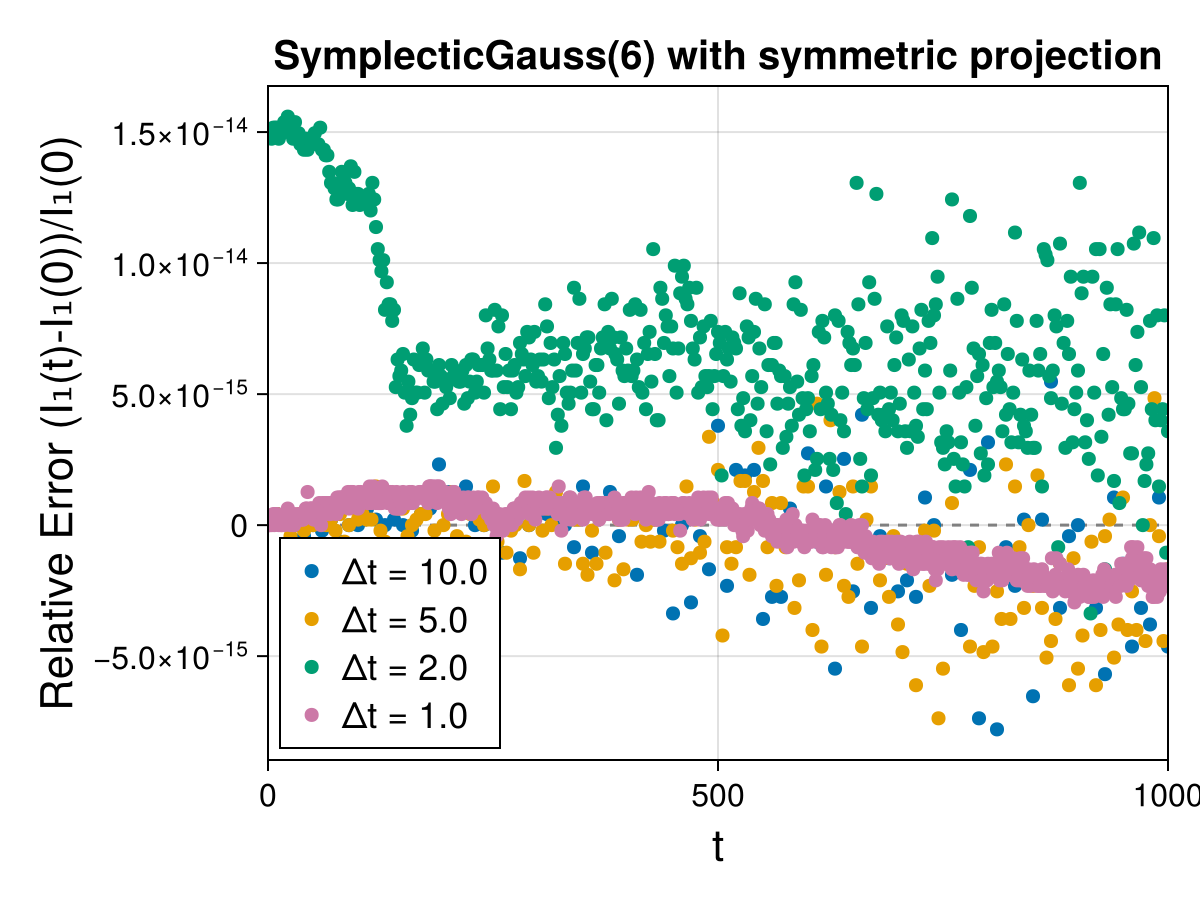 SymplecticGauss(6) with symmetric projection
Relative Error (I₁(t)-I₁(0))/I₁(0)
1.5×10⁻¹⁴
1.0×10⁻¹⁴
5.0×10⁻¹⁵
0
−5.0×10⁻¹⁵
Δt = 10.0
Δt = 5.0
Δt = 2.0
Δt = 1.0
0
500
1000
t